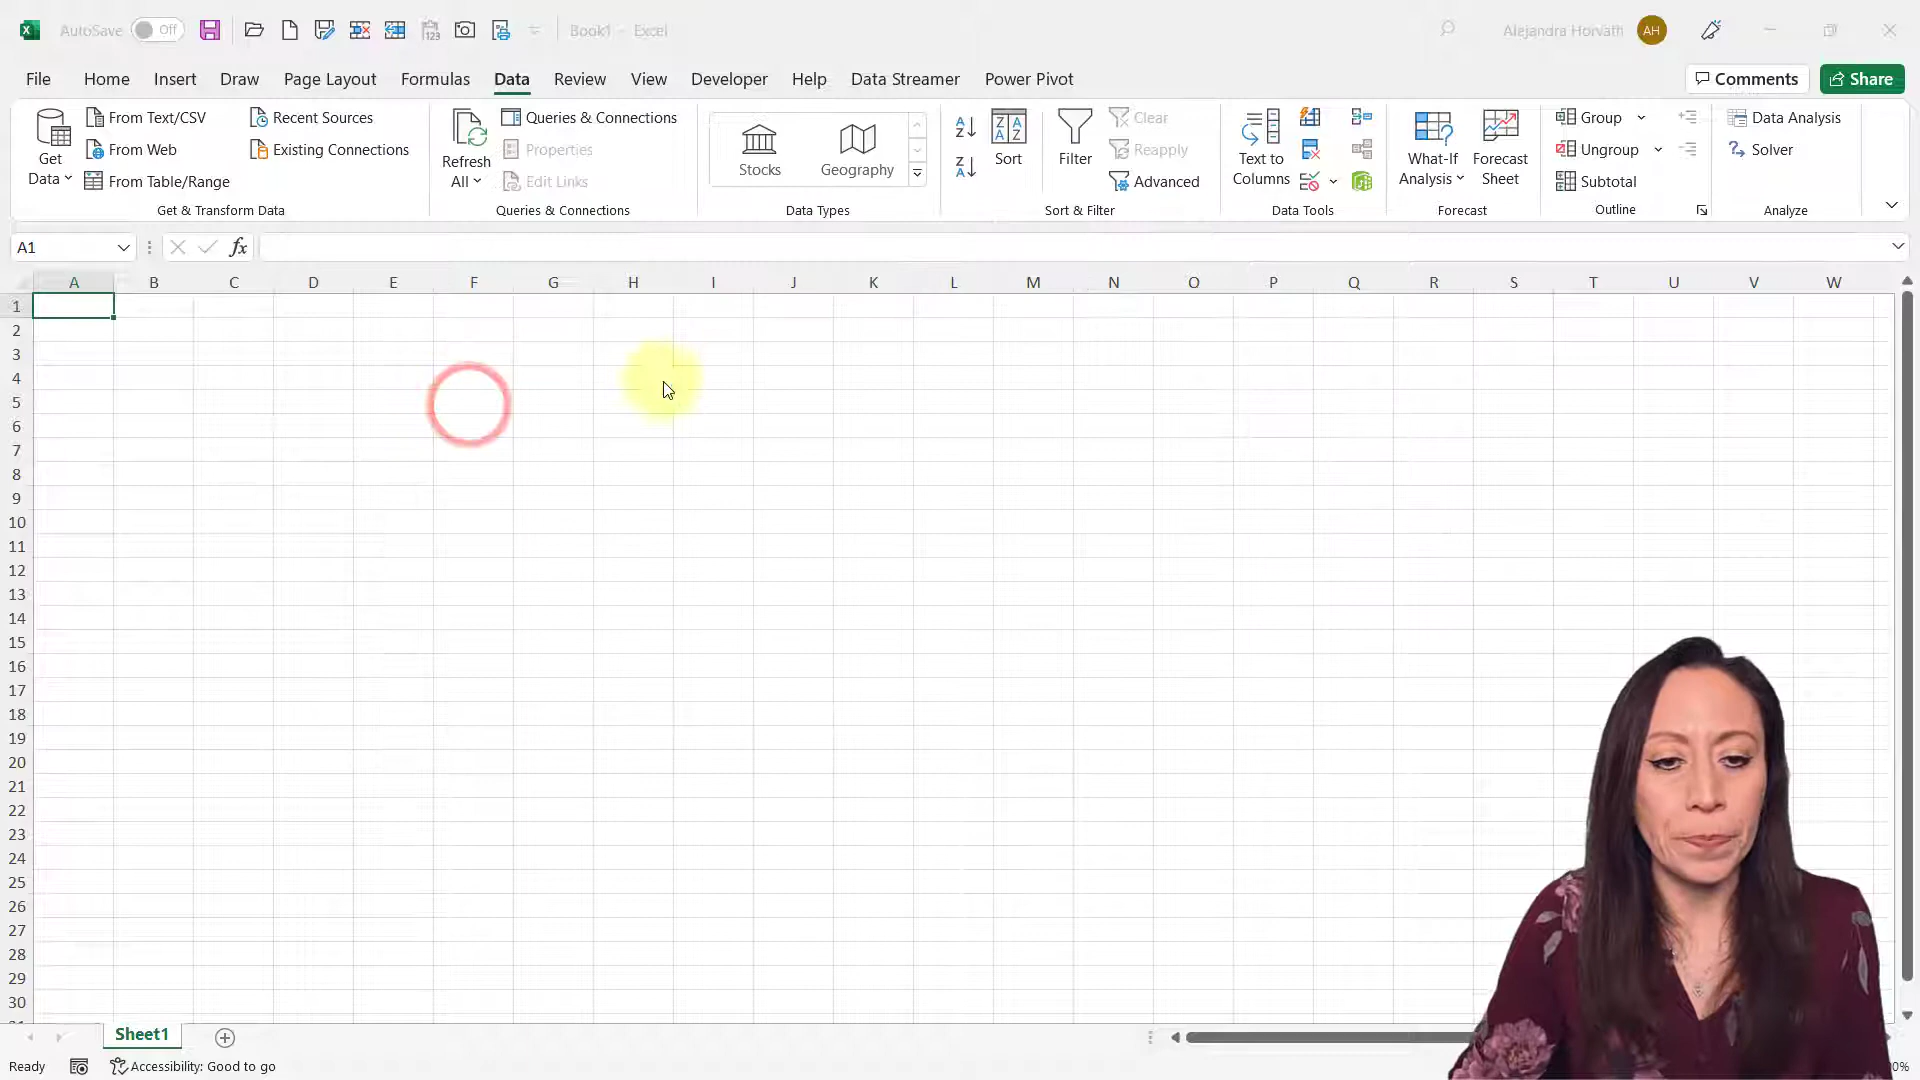 AutoSave Off Book1 - Excel Alejandra Horváth AH
File Home Insert Draw Page Layout Formulas Data Review View Developer Help Data Streamer Power Pivot Comments Share
Get Data
From Text/CSV
From Web
From Table/Range
Recent Sources
Existing Connections
Get & Transform Data
Refresh All
Queries & Connections
Properties
Edit Links
Queries & Connections
Stocks
Geography
Data Types
Sort
Filter
Clear
Reapply
Advanced
Sort & Filter
Text to Columns
Data Tools
What-If Analysis
Forecast Sheet
Forecast
Group
Ungroup
Subtotal
Outline
Data Analysis
Solver
Analyze
A1 fx
A B C D E F G H I J K L M N O P Q R S T U V W
1
2
3
4
5
6
7
8
9
10
11
12
13
14
15
16
17
18
19
20
21
22
23
24
25
26
27
28
29
30
Sheet1
Ready Accessibility: Good to go